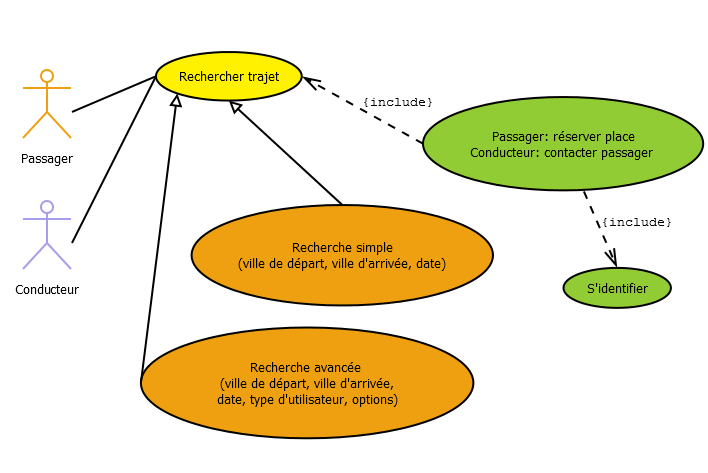 Rechercher trajet
{include}
Passager: réserver place
Conducteur: contacter passager
Passager
{include}
Recherche simple
(ville de départ, ville d'arrivée, date)
Conducteur
S'identifier
Recherche avancée
(ville de départ, ville d'arrivée,
date, type d'utilisateur, options)